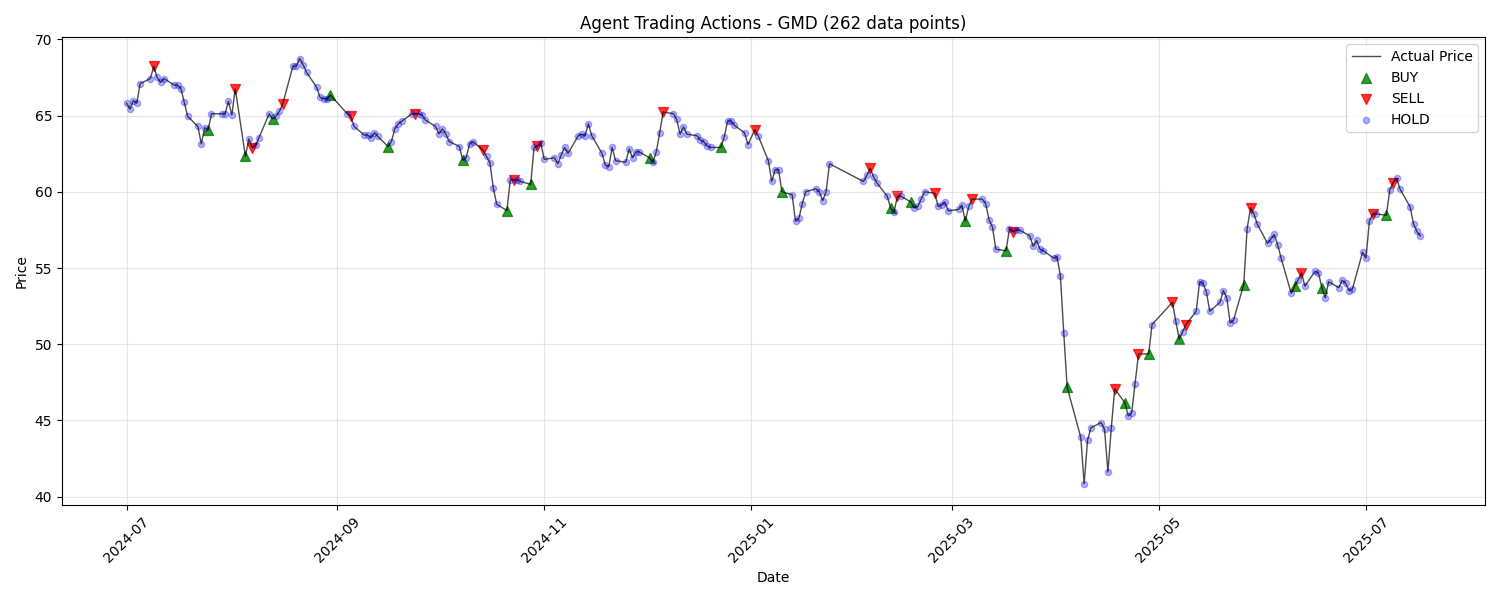 Agent Trading Actions - GMD (262 data points)
Actual Price
BUY
SELL
HOLD
Price
70
65
60
55
50
45
40
2024-07
2024-09
2024-11
2025-01
2025-03
2025-05
2025-07
Date